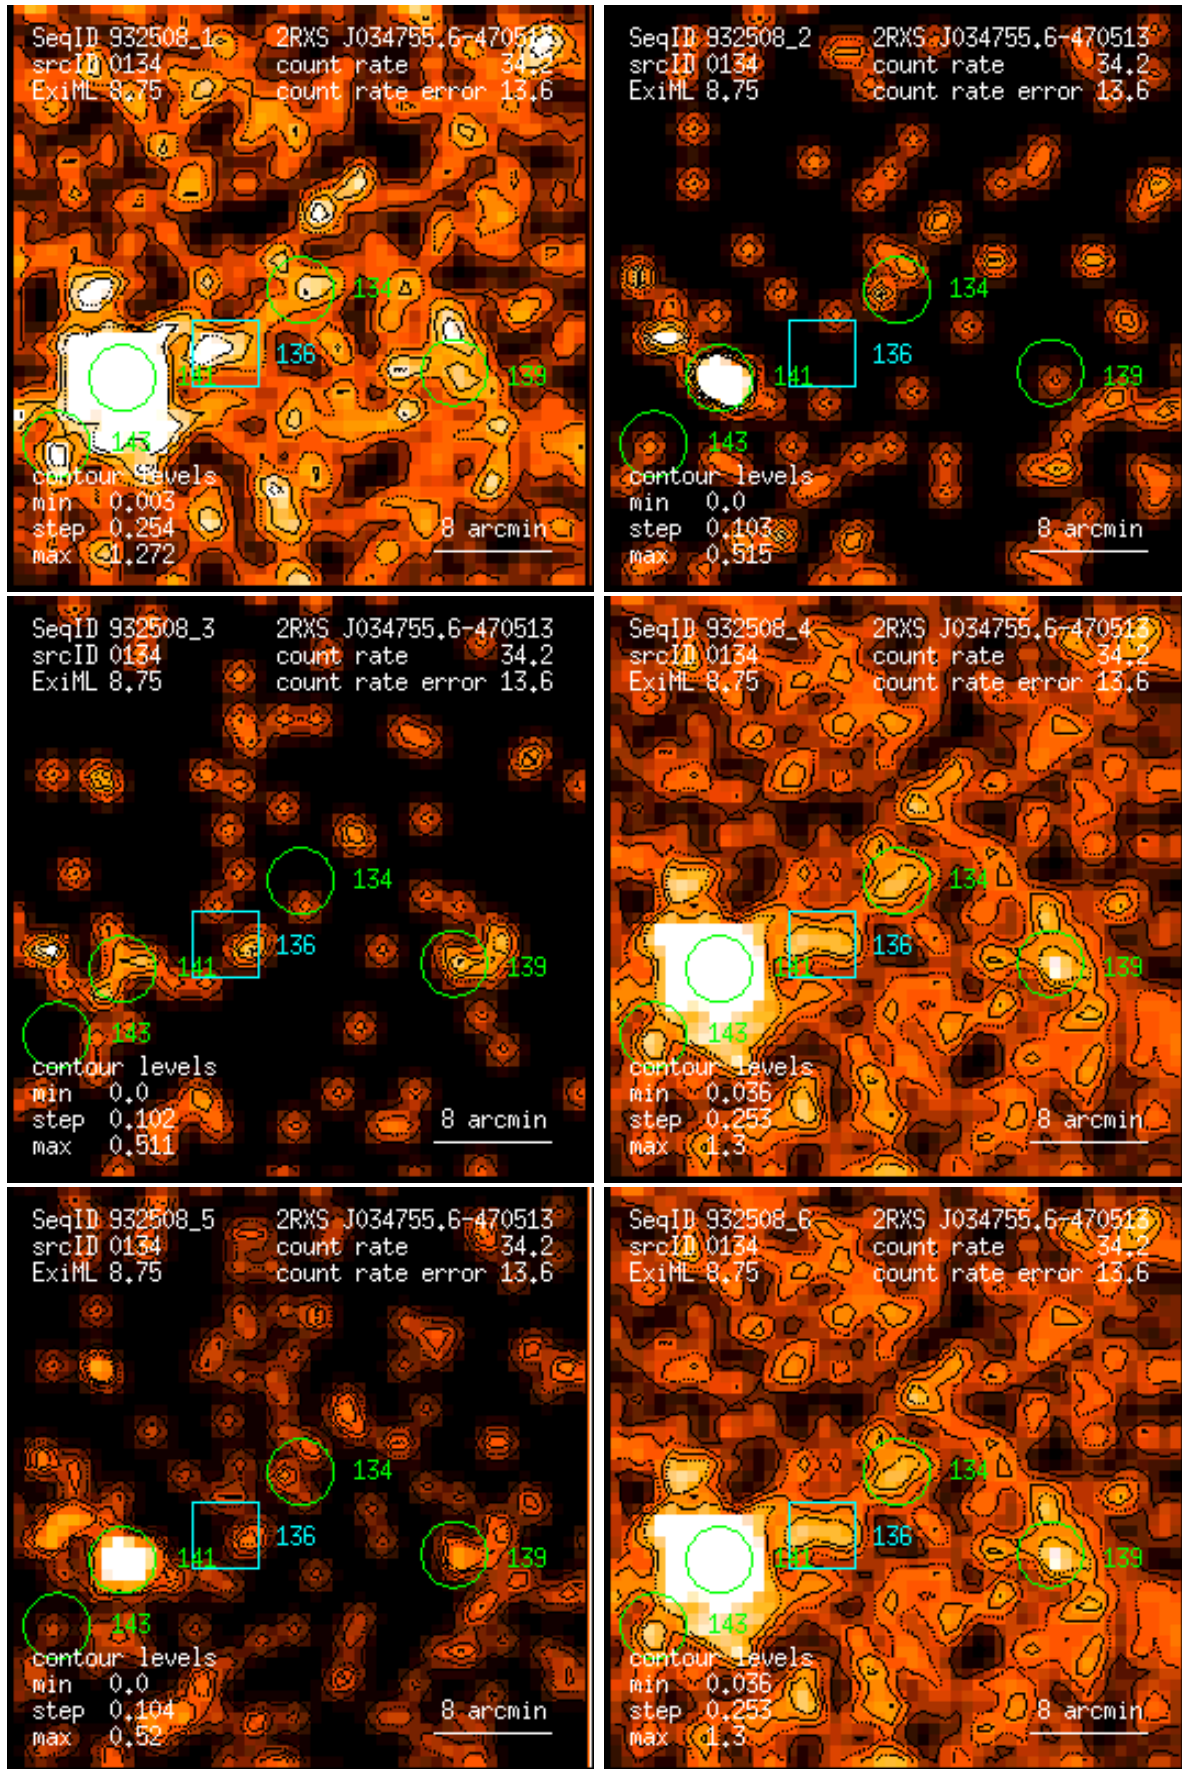 SeqID 932508_1 2RXS J034755.6-470513
srcID 0134 count rate 34.2
ExiML 8.75 count rate error 13.6
134
136
141 139
143
contour levels
min 0.003
step 0.254 8 arcmin
max 1.272
SeqID 932508_2 2RXS J034755.6-470513
srcID 0134 count rate 34.2
ExiML 8.75 count rate error 13.6
134
136
141 139
143
contour levels
min 0.0
step 0.103 8 arcmin
max 0.515
SeqID 932508_3 2RXS J034755.6-470513
srcID 0134 count rate 34.2
ExiML 8.75 count rate error 13.6
134
136
141 139
143
contour levels
min 0.0
step 0.102 8 arcmin
max 0.511
SeqID 932508_4 2RXS J034755.6-470513
srcID 0134 count rate 34.2
ExiML 8.75 count rate error 13.6
134
136
141 139
143
contour levels
min 0.036
step 0.253 8 arcmin
max 1.3
SeqID 932508_5 2RXS J034755.6-470513
srcID 0134 count rate 34.2
ExiML 8.75 count rate error 13.6
134
136
141 139
143
contour levels
min 0.0
step 0.104 8 arcmin
max 0.52
SeqID 932508_6 2RXS J034755.6-470513
srcID 0134 count rate 34.2
ExiML 8.75 count rate error 13.6
134
136
141 139
143
contour levels
min 0.036
step 0.253 8 arcmin
max 1.3